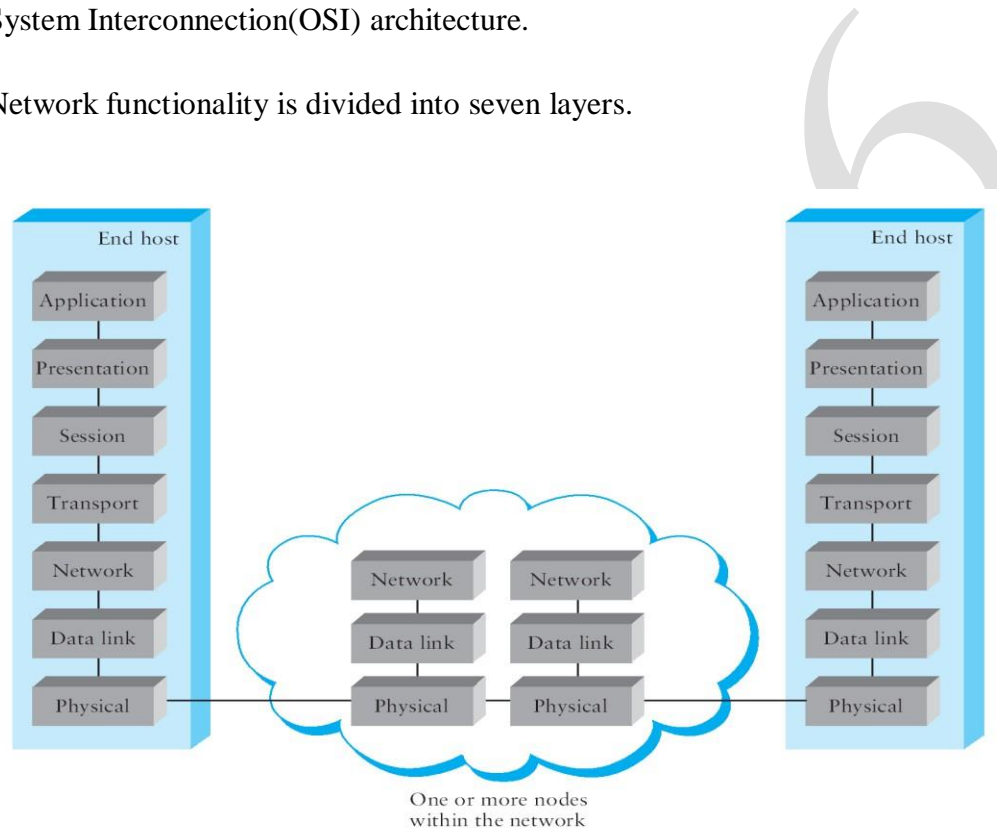 System Interconnection(OSI) architecture.
Network functionality is divided into seven layers.
End host
Application
Presentation
Session
Transport
Network
Data link
Physical
Network
Data link
Physical
Network
Data link
Physical
One or more nodes
within the network
End host
Application
Presentation
Session
Transport
Network
Data link
Physical